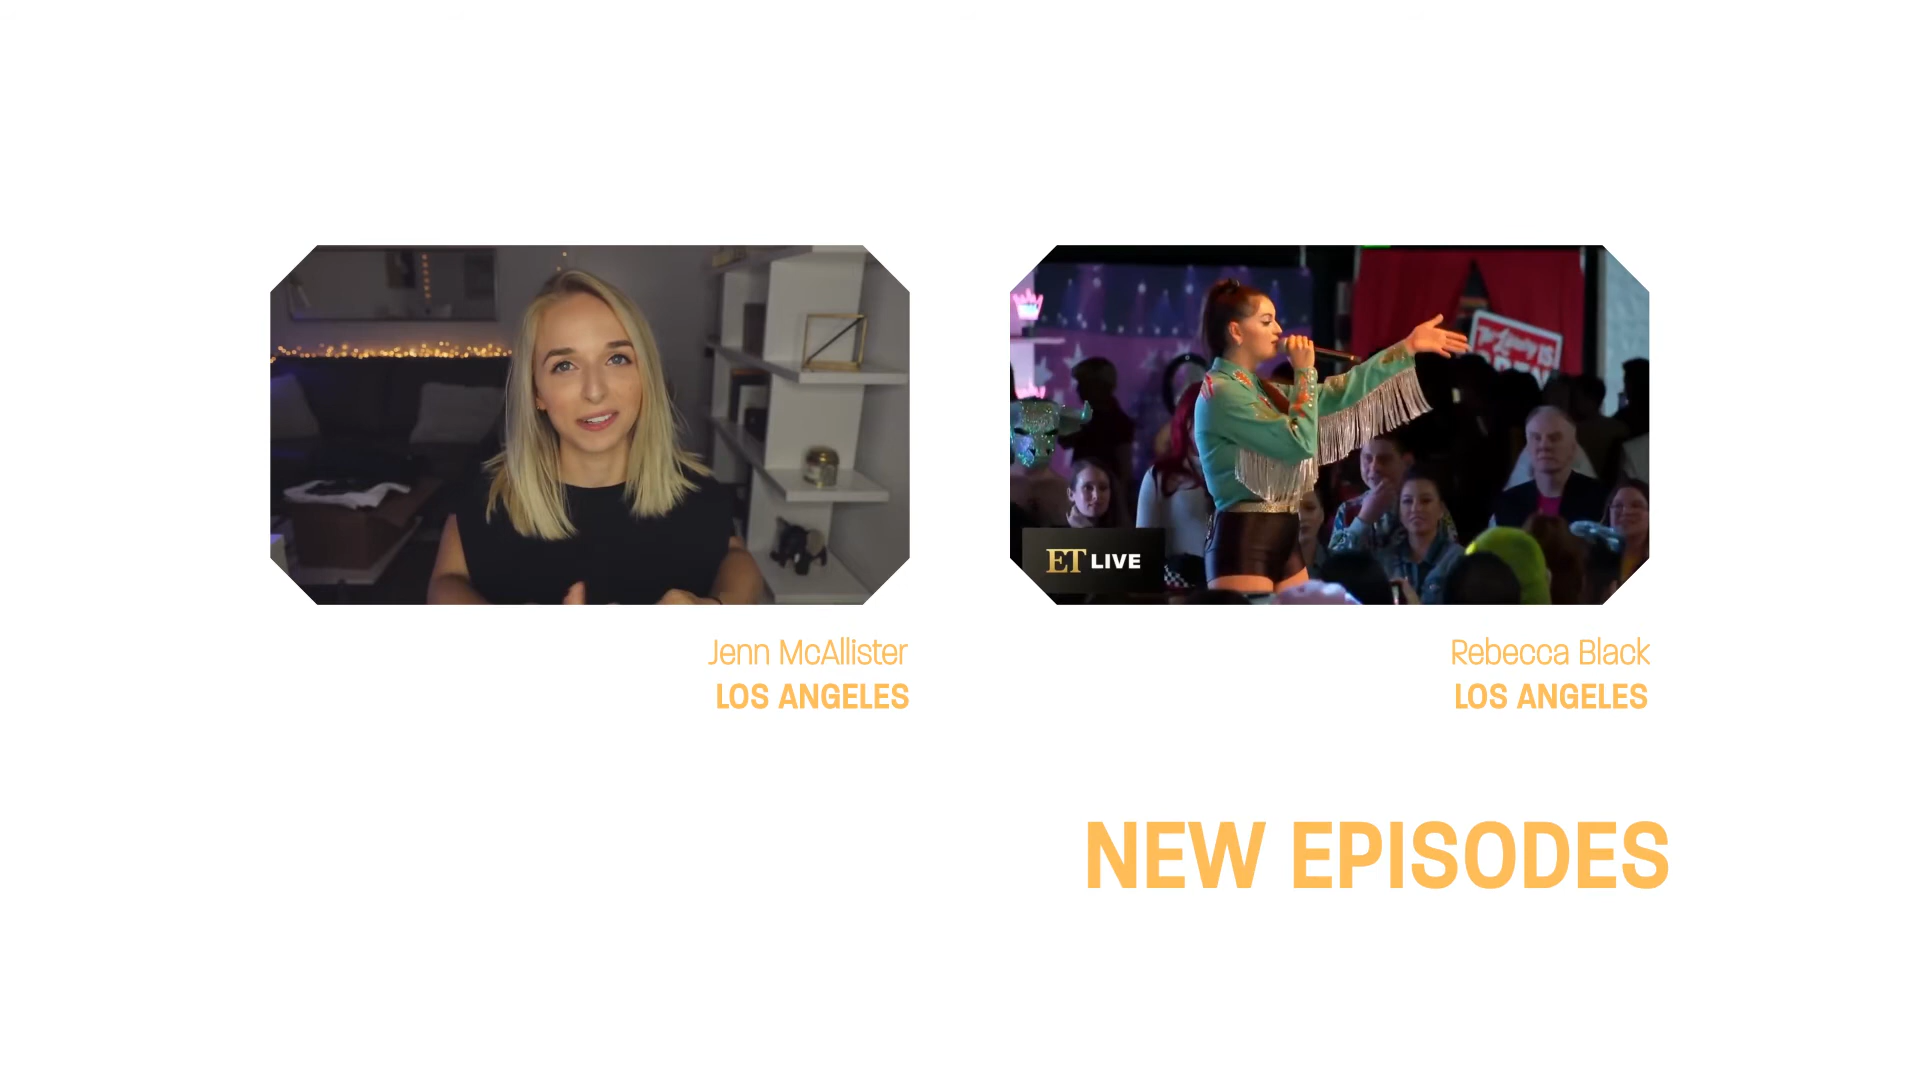 ET LIVE
Jenn McAllister
LOS ANGELES
Rebecca Black
LOS ANGELES
NEW EPISODES